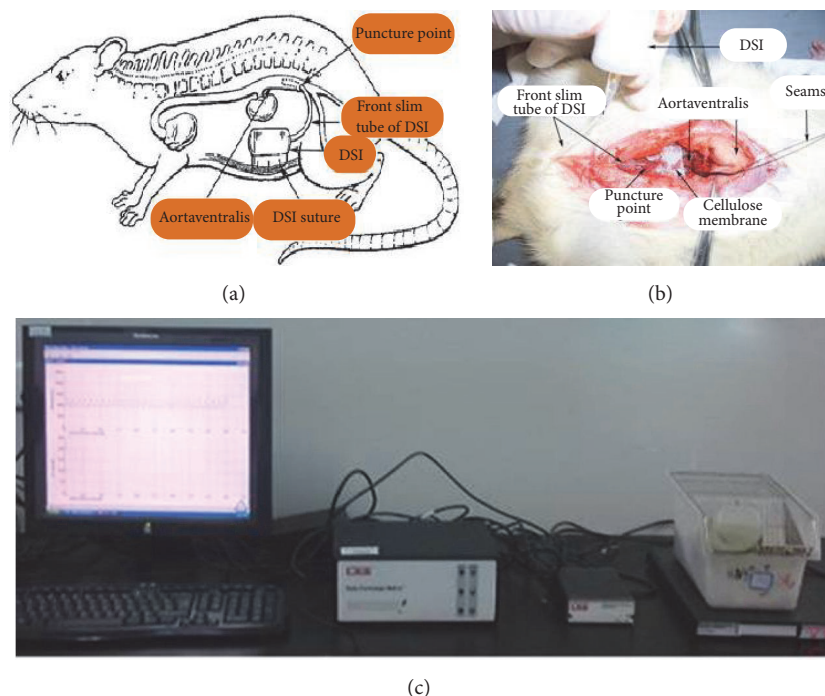 Puncture point
Front slim
tube of DSI
DSI
Aortaventralis
DSI suture
(a)
DSI
Front slim
tube of DSI
Aortaventralis
Seams
Puncture
point
Cellulose
membrane
(b)
DSI
(c)